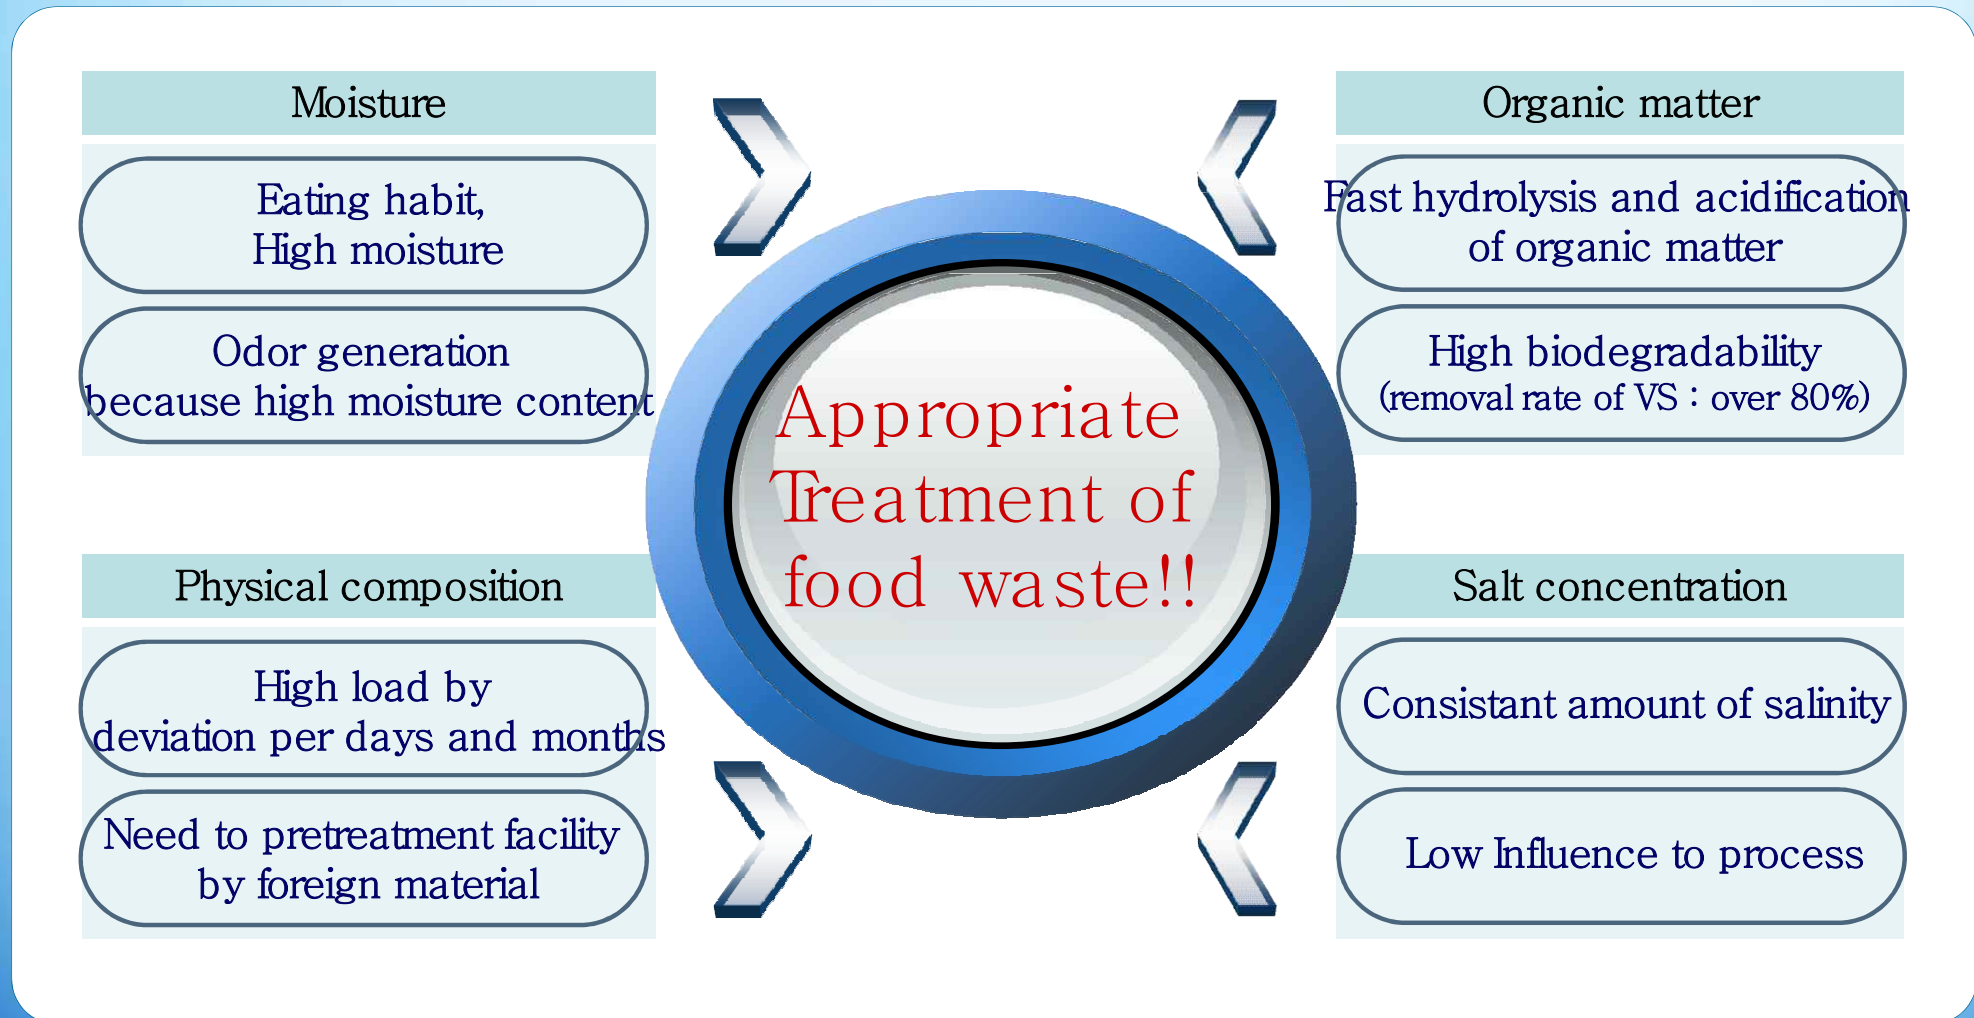 Moisture
Eating habit,
High moisture
Odor generation
because high moisture content
Organic matter
Fast hydrolysis and acidification
of organic matter
High biodegradability
(removal rate of VS : over 80%)
Appropriate
Treatment of
food waste!!
Physical composition
High load by
deviation per days and months
Need to pretreatment facility
by foreign material
Salt concentration
Consistant amount of salinity
Low Influence to process